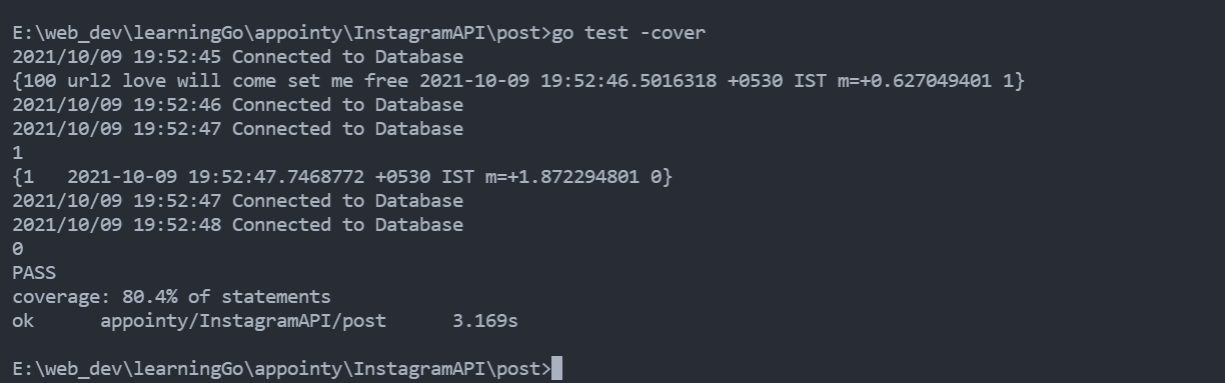 E:\web_dev\learningGo\appointy\InstagramAPI\post>go test -cover
2021/10/09 19:52:45 Connected to Database
{100 url2 love will come set me free 2021-10-09 19:52:46.5016318 +0530 IST m=+0.627049401 1}
2021/10/09 19:52:46 Connected to Database
2021/10/09 19:52:47 Connected to Database
1
{1   2021-10-09 19:52:47.7468772 +0530 IST m=+1.872294801 0}
2021/10/09 19:52:47 Connected to Database
2021/10/09 19:52:48 Connected to Database
0
PASS
coverage: 80.4% of statements
ok      appointy/InstagramAPI/post      3.169s
E:\web_dev\learningGo\appointy\InstagramAPI\post>